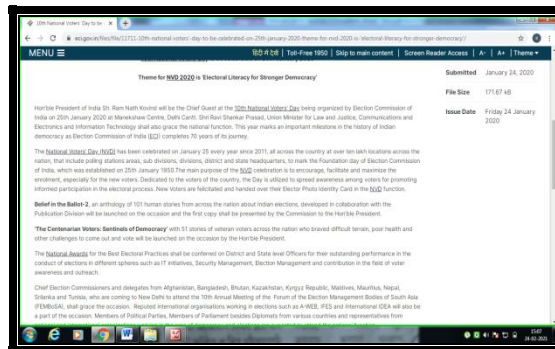 10th National Voters' Day to be
eci.gov.in/files/file/11711-10th-national-voters'-day-to-be-celebrated-on-25th-january-2020-theme-for-nvd-2020-is-'electoral-literacy-for-stronger-democracy'/
MENU
हिंदी में देखें | Toll-Free 1950 | Skip to main content | Screen Reader Access | A- | A+ | Theme
Theme for NVD 2020 is 'Electoral Literacy for Stronger Democracy'
Submitted January 24, 2020
File Size 171.67 kB
Issue Date Friday 24 January
2020
Hon'ble President of India Sh. Ram Nath Kovind will be the Chief Guest at the 10th National Voters' Day being organized by Election Commission of
India on 25th January 2020 at Manekshaw Centre, Delhi Cantt. Shri Ravi Shankar Prasad, Union Minister for Law and Justice, Communications and
Electronics and Information Technology shall also grace the national function. This year marks an important milestone in the history of Indian
democracy as Election Commission of India (ECI) completes 70 years of its journey.
The National Voters' Day (NVD) has been celebrated on January 25 every year since 2011, all across the country at over ten lakh locations across the
nation, that include polling stations areas, sub divisions, divisions, district and state headquarters, to mark the Foundation day of Election Commission
of India, which was established on 25th January 1950.The main purpose of the NVD celebration is to encourage, facilitate and maximize the
enrolment, especially for the new voters. Dedicated to the voters of the country, the Day is utilized to spread awareness among voters for promoting
informed participation in the electoral process. New Voters are felicitated and handed over their Elector Photo Identity Card in the NVD function.
Belief in the Ballot-2, an anthology of 101 human stories from across the nation about Indian elections, developed in collaboration with the
Publication Division will be launched on the occasion and the first copy shall be presented by the Commission to the Hon'ble President.
'The Centenarian Voters: Sentinels of Democracy' with 51 stories of veteran voters across the nation who braved difficult terrain, poor health and
other challenges to come out and vote will be launched on the occasion by the Hon'ble President.
The National Awards for the Best Electoral Practices shall be conferred on District and State level Officers for their outstanding performance in the
conduct of elections in different spheres such as IT initiatives, Security Management, Election Management and contribution in the field of voter
awareness and outreach.
Chief Election Commissioners and delegates from Afghanistan, Bangladesh, Bhutan, Kazakhstan, Kyrgyz Republic, Maldives, Mauritius, Nepal,
Srilanka and Tunisia, who are coming to New Delhi to attend the 10th Annual Meeting of the Forum of the Election Management Bodies of South Asia
(FEMBoSA), shall grace the occasion. Reputed international organisations working in elections such as A-WEB, IFES and International IDEA will also be
a part of the occasion. Members of Political Parties, Members of Parliament besides Diplomats from various countries and representatives from
15:07
24-02-2021